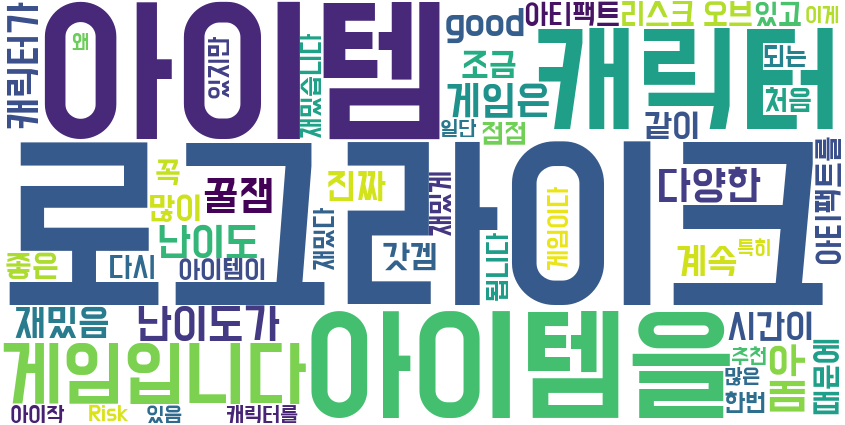 캐릭터가
왜
아이템
있지만
재밌습니다
good
아티팩트
리스크 오브
있고
이게
조금
캐릭터
되는
처음
게임은
일단
점점
같이
로그라이크
꼭
많이
꿀잼
진짜
재밌게
게임이다
다양한
아티팩트를
난이도
재밌다
갓겜
됩니다
계속
특히
좋은
다시
아이템이
재밌음
난이도가
아이템을
시간이
게임입니다
추천
많은
한번
아봄
때문에
아이작
Risk
있음
캐릭터를